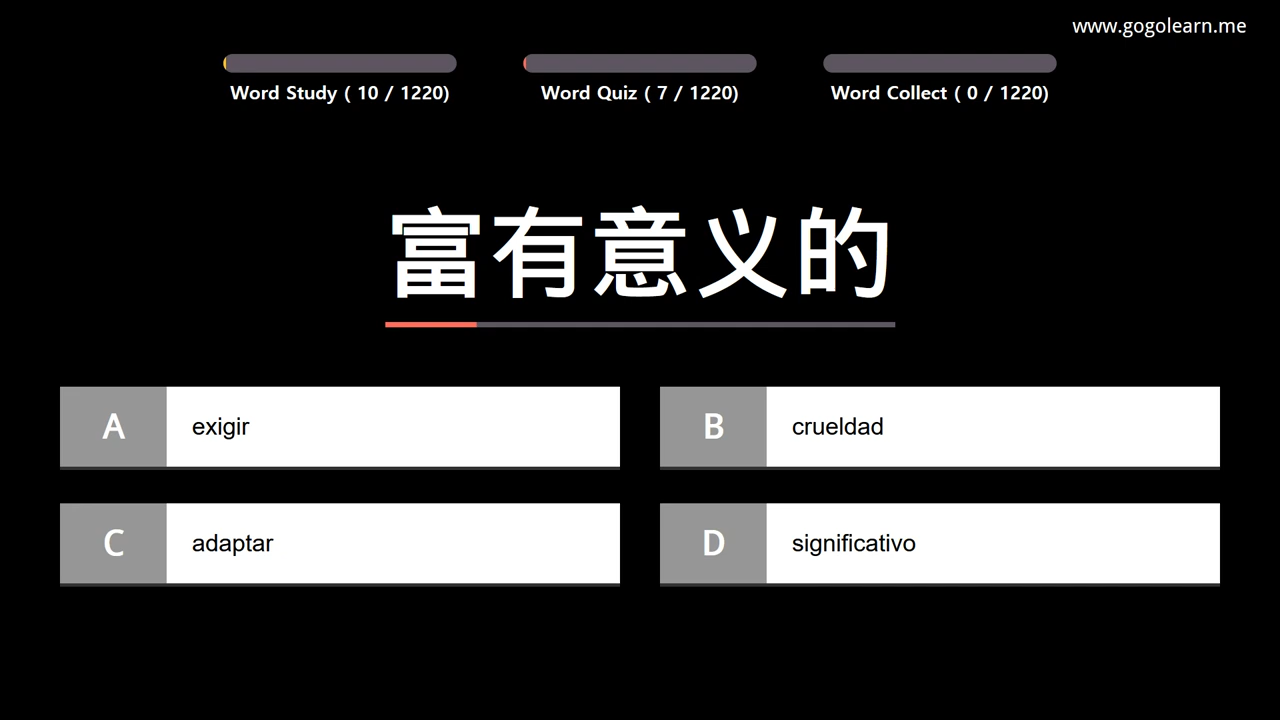 www.gogolearn.me
Word Study ( 10 / 1220)
Word Quiz ( 7 / 1220)
Word Collect ( 0 / 1220)
富有意义的
A exigir
B crueldad
C adaptar
D significativo